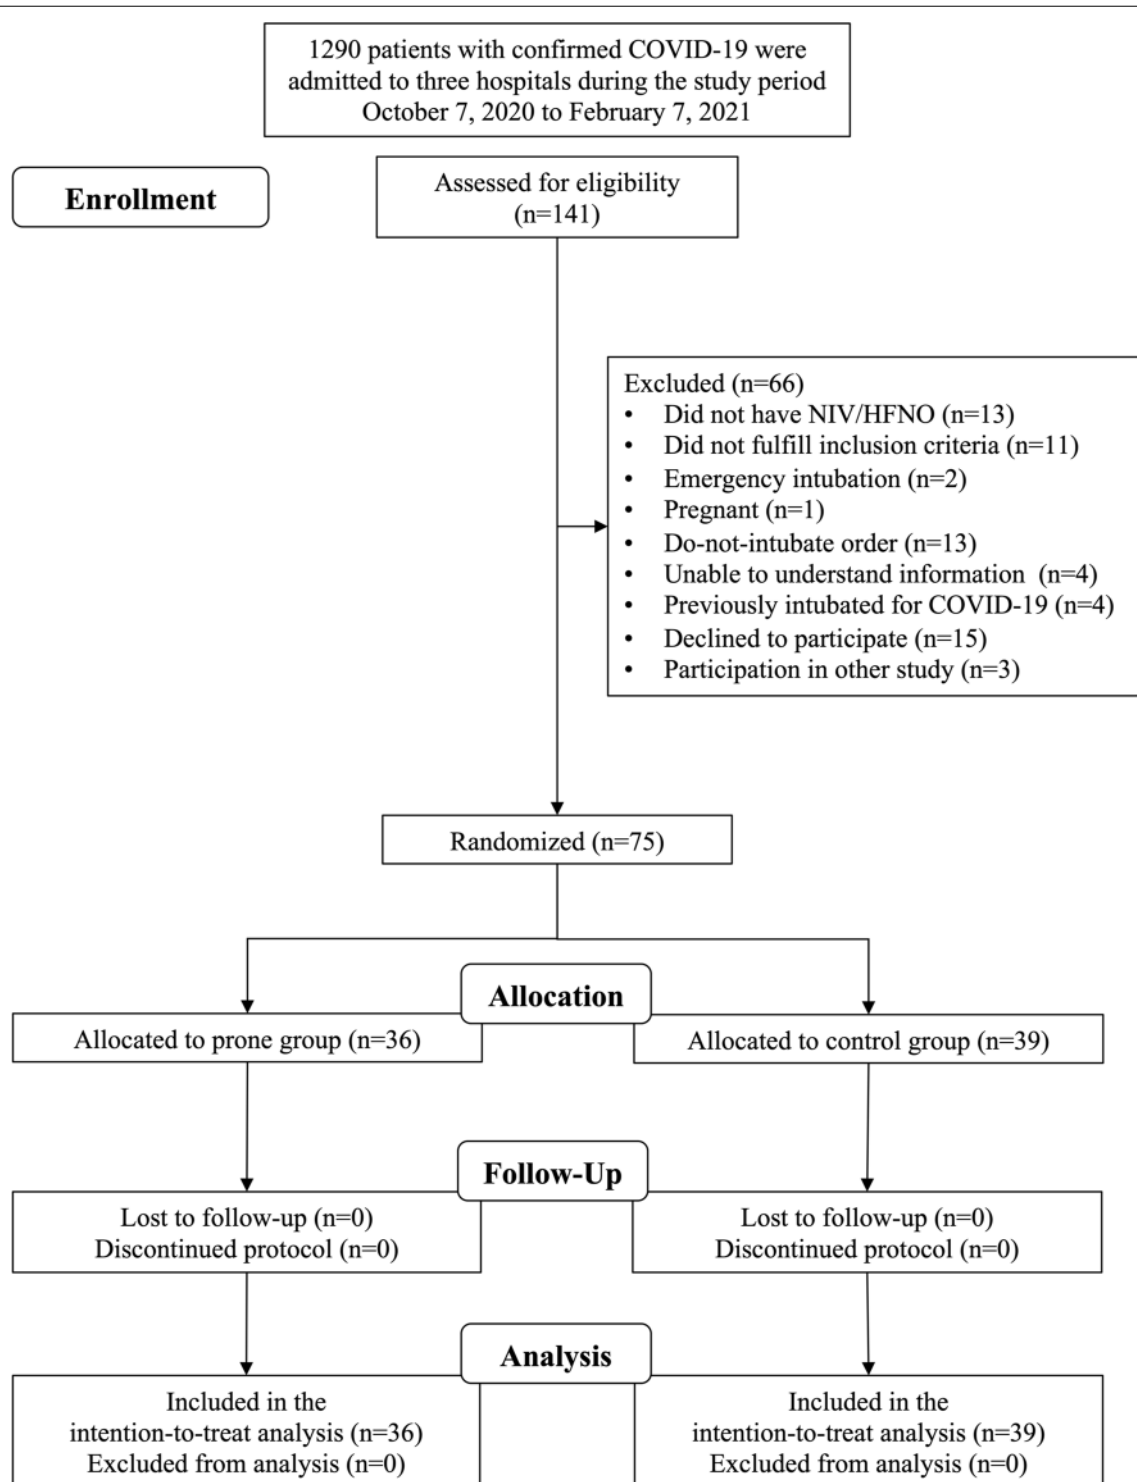 1290 patients with confirmed COVID-19 were
admitted to three hospitals during the study period
October 7, 2020 to February 7, 2021
Enrollment
Assessed for eligibility
(n=141)
Excluded (n=66)
• Did not have NIV/HFNO (n=13)
• Did not fulfill inclusion criteria (n=11)
• Emergency intubation (n=2)
• Pregnant (n=1)
• Do-not-intubate order (n=13)
• Unable to understand information (n=4)
• Previously intubated for COVID-19 (n=4)
• Declined to participate (n=15)
• Participation in other study (n=3)
Randomized (n=75)
Allocation
Allocated to prone group (n=36)
Allocated to control group (n=39)
Follow-Up
Lost to follow-up (n=0)
Discontinued protocol (n=0)
Lost to follow-up (n=0)
Discontinued protocol (n=0)
Analysis
Included in the
intention-to-treat analysis (n=36)
Excluded from analysis (n=0)
Included in the
intention-to-treat analysis (n=39)
Excluded from analysis (n=0)